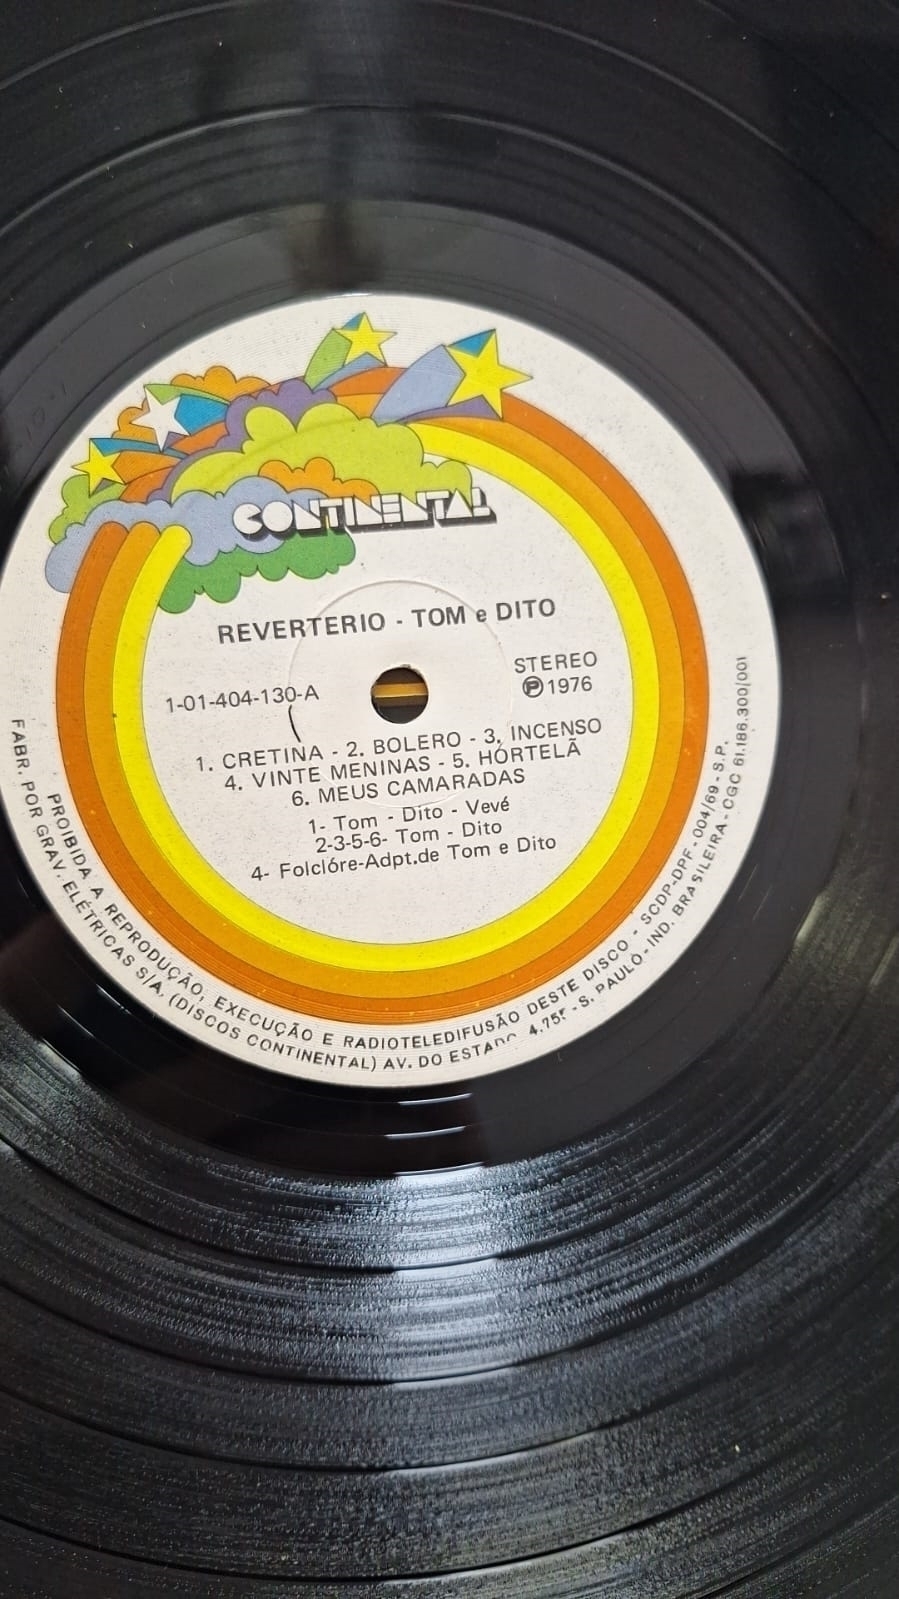 CONTINENTAL
REVERTERIO - TOM e DITO
1-01-404-130-A
STEREO
Ⓟ 1976
1. CRETINA - 2. BOLERO - 3. INCENSO
4. VINTE MENINAS - 5. HORTELÃ
6. MEUS CAMARADAS
1- Tom - Dito - Vevé
2-3-5-6- Tom - Dito
4- Folclóre-Adpt.de Tom e Dito
PROIBIDA A REPRODUÇÃO, EXECUÇÃO E RADIOTELEDIFUSÃO DESTE DISCO - SCDP-DPF - 004/69 - S.P.
FABR. POR GRAV. ELÉTRICAS S/A. (DISCOS CONTINENTAL) AV. DO ESTADO - S. PAULO - IND. BRASILEIRA - CGC 61.186.300/001